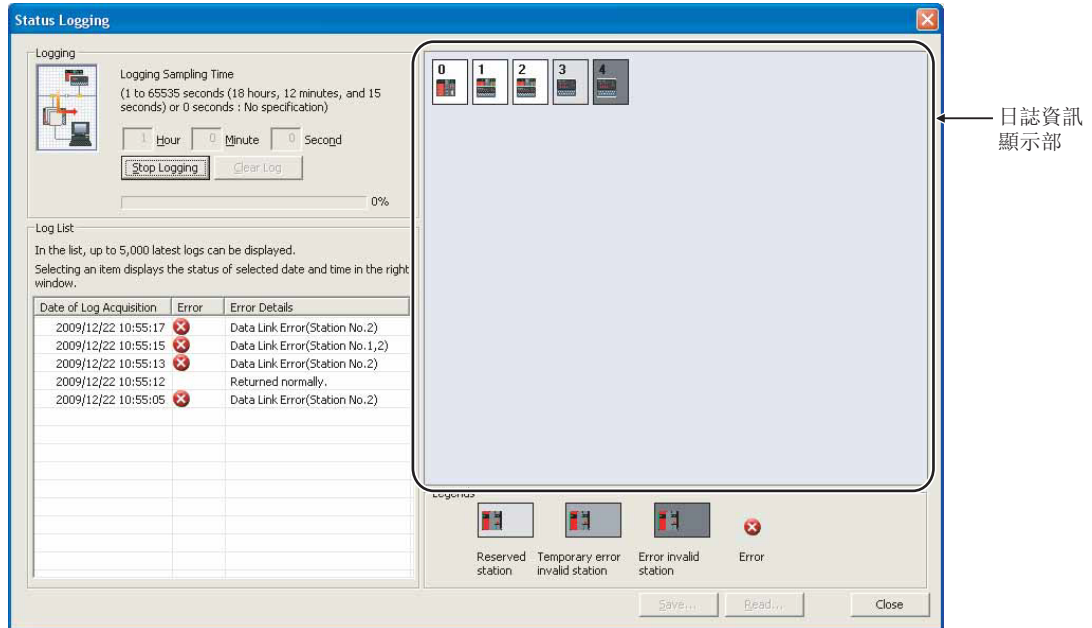 Status Logging
Logging
Logging Sampling Time
(1 to 65535 seconds (18 hours, 12 minutes, and 15
seconds) or 0 seconds : No specification)
1 Hour 0 Minute 0 Second
Stop Logging Clear Log
0%
Log List
In the list, up to 5,000 latest logs can be displayed.
Selecting an item displays the status of selected date and time in the right
window.
Date of Log Acquisition Error Error Details
2009/12/22 10:55:17 Data Link Error(Station No.2)
2009/12/22 10:55:15 Data Link Error(Station No.1,2)
2009/12/22 10:55:13 Data Link Error(Station No.2)
2009/12/22 10:55:12 Returned normally.
2009/12/22 10:55:05 Data Link Error(Station No.2)
0 1 2 3 4
日誌資訊
顯示部
Legends
Reserved
station
Temporary error
invalid station
Error invalid
station
Error
Save... Read... Close